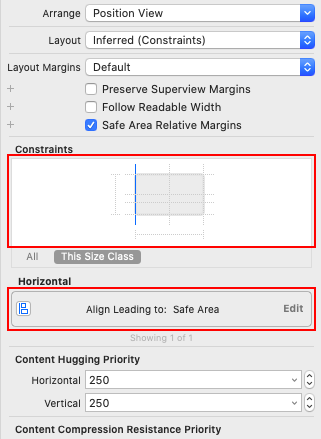 Arrange Position View
Layout Inferred (Constraints)
Layout Margins Default
Preserve Superview Margins
Follow Readable Width
Safe Area Relative Margins
Constraints
All This Size Class
Horizontal
Align Leading to: Safe Area Edit
Showing 1 of 1
Content Hugging Priority
Horizontal 250
Vertical 250
Content Compression Resistance Priority